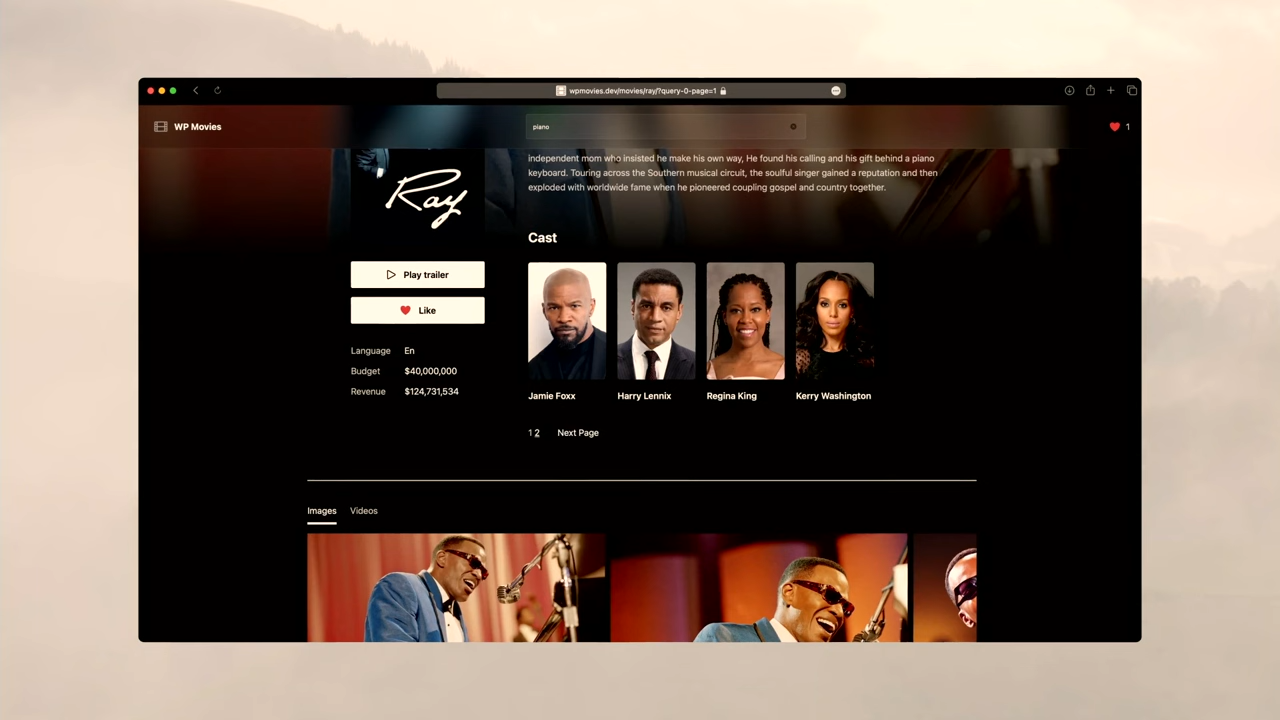 wpmovies.dev/movies/ray/?query-0-page=1
WP Movies
piano
1
independent mom who insisted he make his own way, He found his calling and his gift behind a piano
keyboard. Touring across the Southern musical circuit, the soulful singer gained a reputation and then
exploded with worldwide fame when he pioneered coupling gospel and country together.
Ray
Cast
Play trailer
Like
Language En
Budget $40,000,000
Revenue $124,731,534
Jamie Foxx
Harry Lennix
Regina King
Kerry Washington
1 2 Next Page
Images Videos